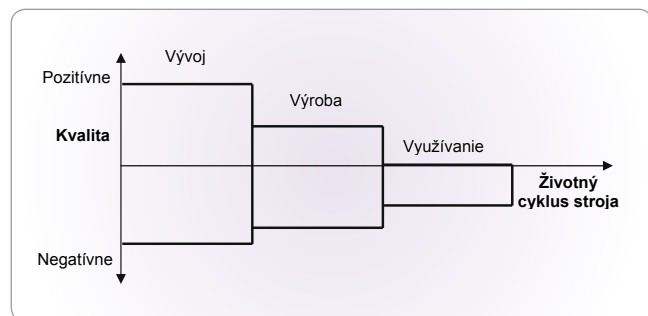 Vývoj
Pozitívne
Výroba
Kvalita
Využívanie
Životný
cyklus stroja
Negatívne